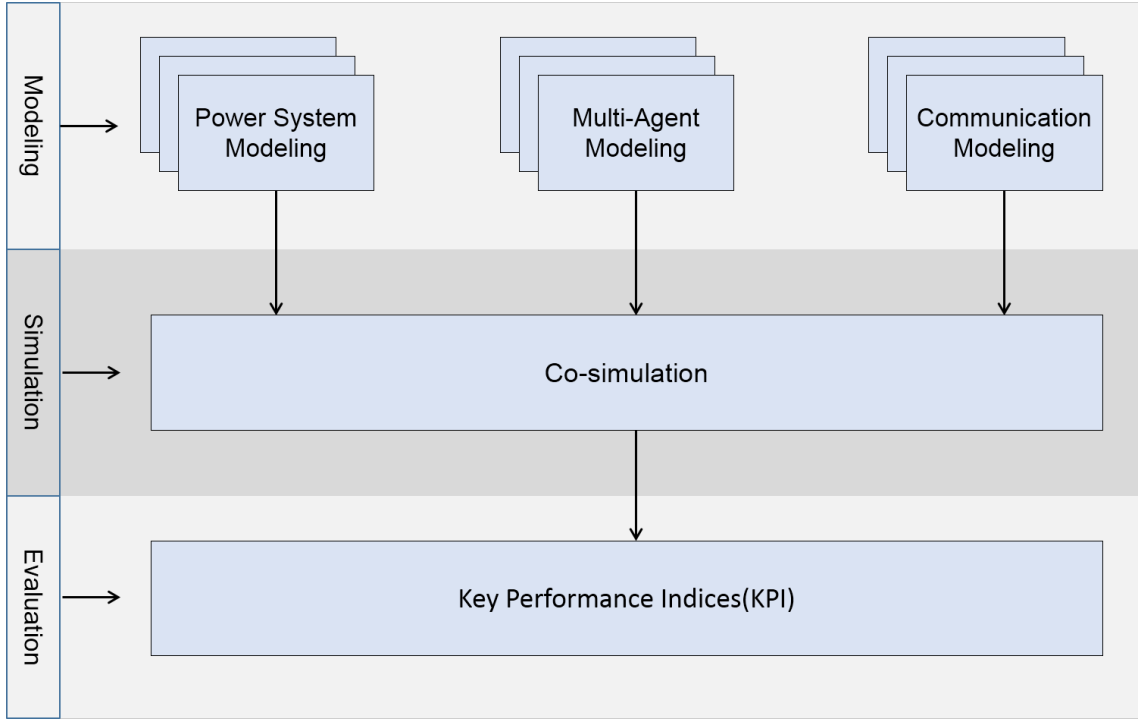 Modeling
Power System
Modeling
Multi-Agent
Modeling
Communication
Modeling
Simulation
Co-simulation
Evaluation
Key Performance Indices(KPI)